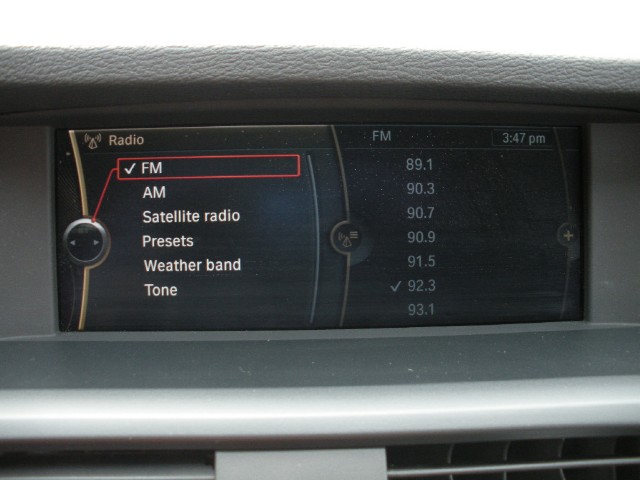 Radio
✓ FM
AM
Satellite radio
Presets
Weather band
Tone
FM
3:47 pm
89.1
90.3
90.7
90.9
91.5
✓ 92.3
93.1